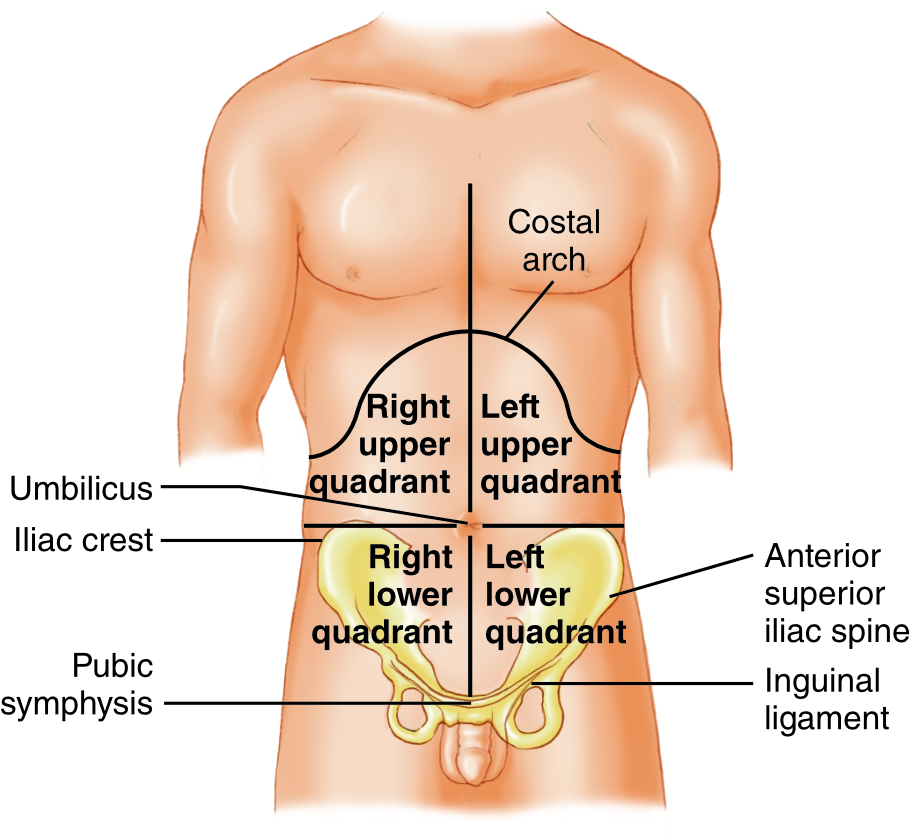 Costal
arch
Right
upper
quadrant
Left
upper
quadrant
Umbilicus
Iliac crest
Right
lower
quadrant
Left
lower
quadrant
Anterior
superior
iliac spine
Pubic
symphysis
Inguinal
ligament